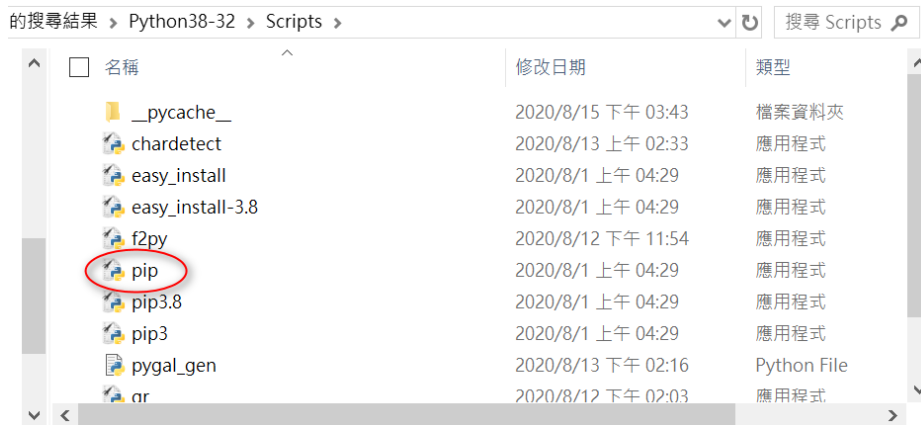 的搜尋結果 > Python38-32 > Scripts > 搜尋 Scripts
名稱 修改日期 類型
__pycache__ 2020/8/15 下午 03:43 檔案資料夾
chardetect 2020/8/13 上午 02:33 應用程式
easy_install 2020/8/1 上午 04:29 應用程式
easy_install-3.8 2020/8/1 上午 04:29 應用程式
f2py 2020/8/12 下午 11:54 應用程式
pip 2020/8/1 上午 04:29 應用程式
pip3.8 2020/8/1 上午 04:29 應用程式
pip3 2020/8/1 上午 04:29 應用程式
pygal_gen 2020/8/13 下午 02:16 Python File
qr 2020/8/12 下午 02:03 應用程式